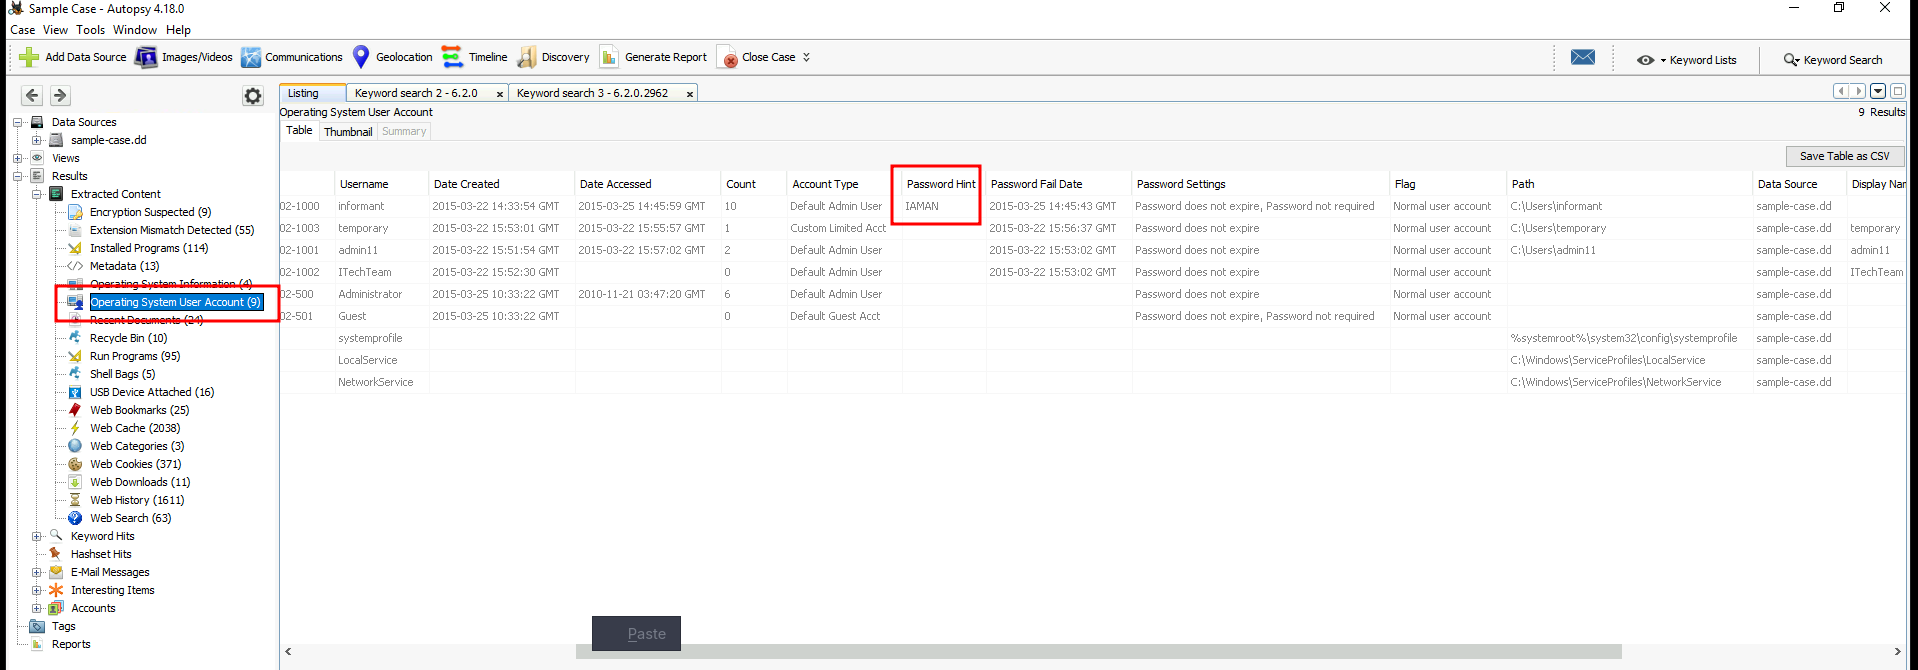 Sample Case - Autopsy 4.18.0
Case View Tools Window Help
Add Data Source Images/Videos Communications Geolocation Timeline Discovery Generate Report Close Case Keyword Lists Keyword Search
Listing Keyword search 2 - 6.2.0 x Keyword search 3 - 6.2.0.2962 x
Operating System User Account
9 Results
Table Thumbnail Summary
Save Table as CSV
Data Sources
sample-case.dd
Views
Results
Extracted Content
Encryption Suspected (9)
Extension Mismatch Detected (55)
Installed Programs (114)
Metadata (13)
Operating System Information (4)
Operating System User Account (9)
Recent Documents (24)
Recycle Bin (10)
Run Programs (95)
Shell Bags (5)
USB Device Attached (16)
Web Bookmarks (25)
Web Cache (2038)
Web Categories (3)
Web Cookies (371)
Web Downloads (11)
Web History (1611)
Web Search (63)
Keyword Hits
Hashset Hits
E-Mail Messages
Interesting Items
Accounts
Tags
Reports
Username Date Created Date Accessed Count Account Type Password Hint Password Fail Date Password Settings Flag Path Data Source Display Nar
02-1000 informant 2015-03-22 14:33:54 GMT 2015-03-25 14:45:59 GMT 10 Default Admin User IAMAN 2015-03-25 14:45:43 GMT Password does not expire, Password not required Normal user account C:\Users\informant sample-case.dd
02-1003 temporary 2015-03-22 15:53:01 GMT 2015-03-22 15:55:57 GMT 1 Custom Limited Acct 2015-03-22 15:56:37 GMT Password does not expire Normal user account C:\Users\temporary sample-case.dd temporary
02-1001 admin11 2015-03-22 15:51:54 GMT 2015-03-22 15:57:02 GMT 2 Default Admin User 2015-03-22 15:53:02 GMT Password does not expire Normal user account C:\Users\admin11 sample-case.dd admin11
02-1002 ITechTeam 2015-03-22 15:52:30 GMT 0 Default Admin User 2015-03-22 15:53:02 GMT Password does not expire Normal user account sample-case.dd ITechTeam
02-500 Administrator 2015-03-25 10:33:22 GMT 2010-11-21 03:47:20 GMT 6 Default Admin User Password does not expire Normal user account sample-case.dd
02-501 Guest 2015-03-25 10:33:22 GMT 0 Default Guest Acct Password does not expire, Password not required Normal user account sample-case.dd
systemprofile %systemroot%\system32\config\systemprofile sample-case.dd
LocalService C:\Windows\ServiceProfiles\LocalService sample-case.dd
NetworkService C:\Windows\ServiceProfiles\NetworkService sample-case.dd
Paste